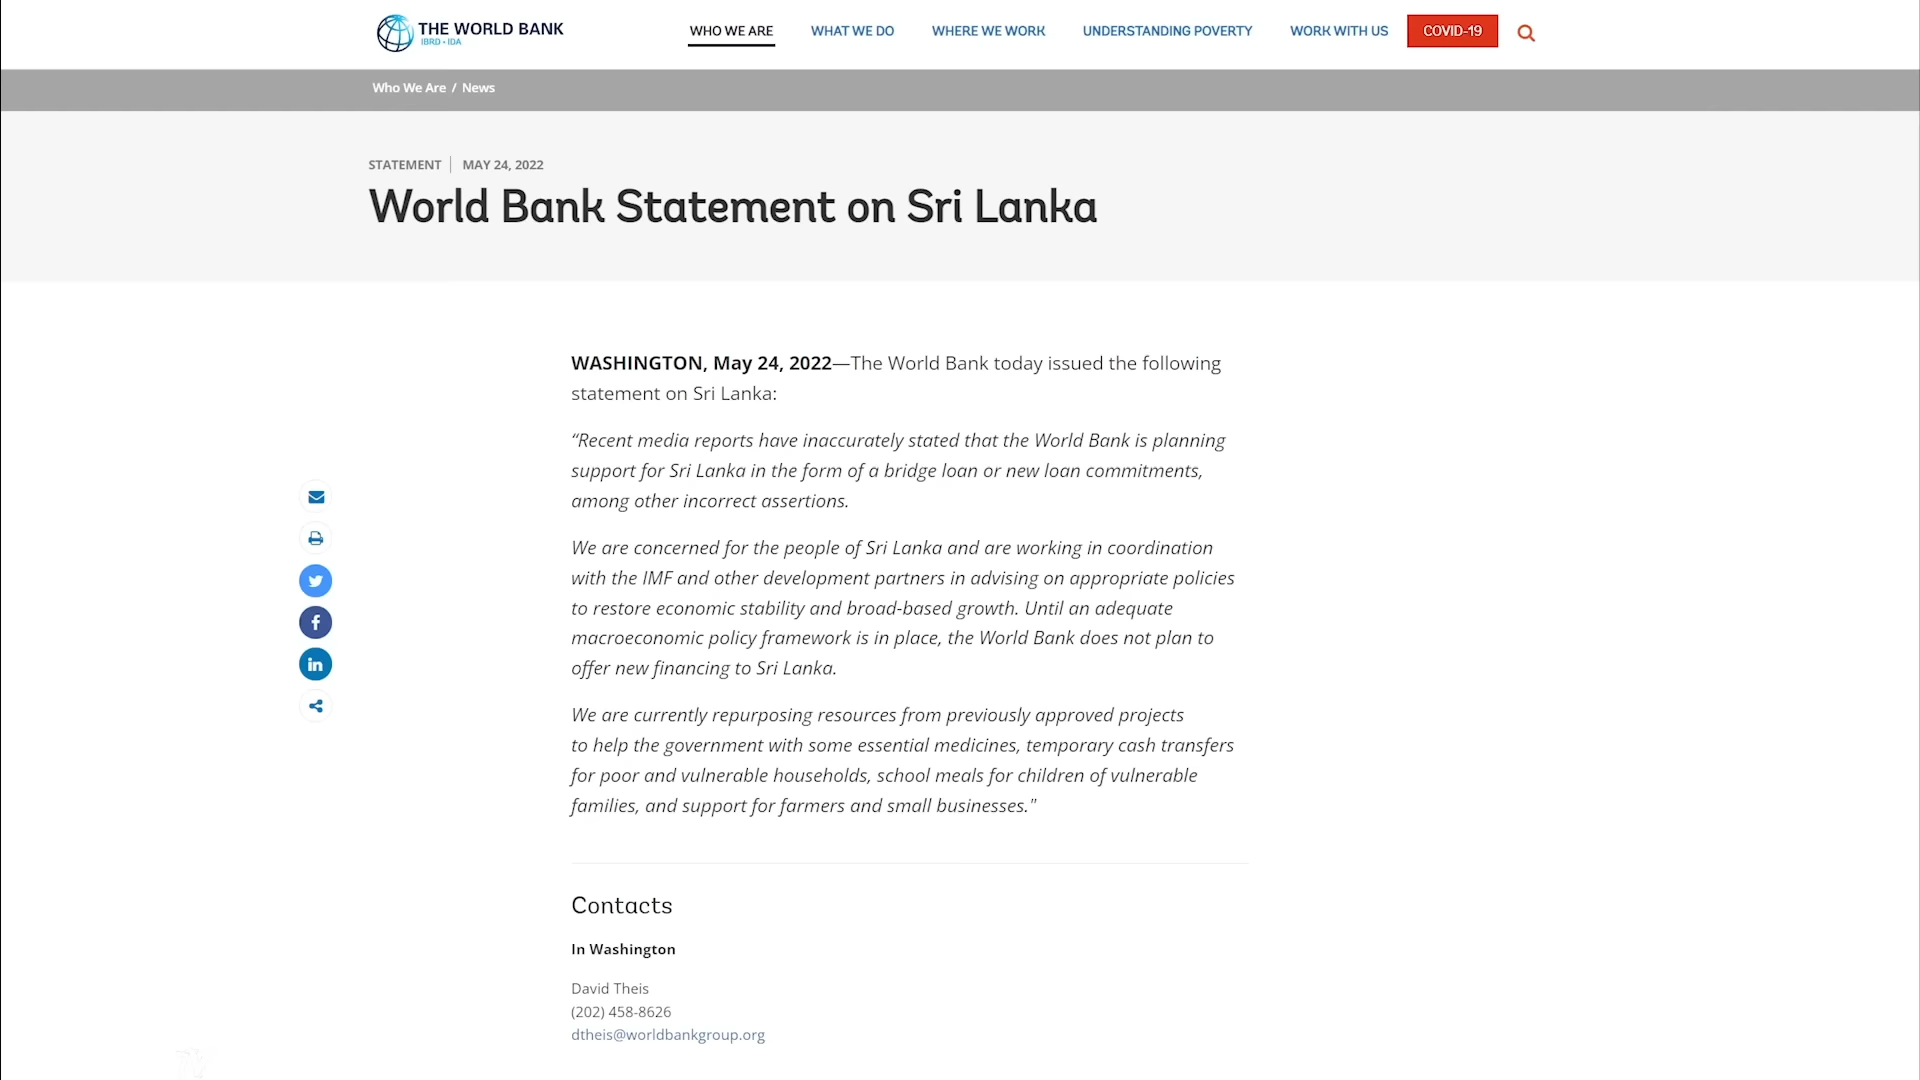 THE WORLD BANK
IBRD • IDA
WHO WE ARE
WHAT WE DO
WHERE WE WORK
UNDERSTANDING POVERTY
WORK WITH US
COVID-19
Who We Are / News
STATEMENT | MAY 24, 2022
World Bank Statement on Sri Lanka
WASHINGTON, May 24, 2022—The World Bank today issued the following
statement on Sri Lanka:
“Recent media reports have inaccurately stated that the World Bank is planning
support for Sri Lanka in the form of a bridge loan or new loan commitments,
among other incorrect assertions.
We are concerned for the people of Sri Lanka and are working in coordination
with the IMF and other development partners in advising on appropriate policies
to restore economic stability and broad-based growth. Until an adequate
macroeconomic policy framework is in place, the World Bank does not plan to
offer new financing to Sri Lanka.
We are currently repurposing resources from previously approved projects
to help the government with some essential medicines, temporary cash transfers
for poor and vulnerable households, school meals for children of vulnerable
families, and support for farmers and small businesses."
Contacts
In Washington
David Theis
(202) 458-8626
dtheis@worldbankgroup.org